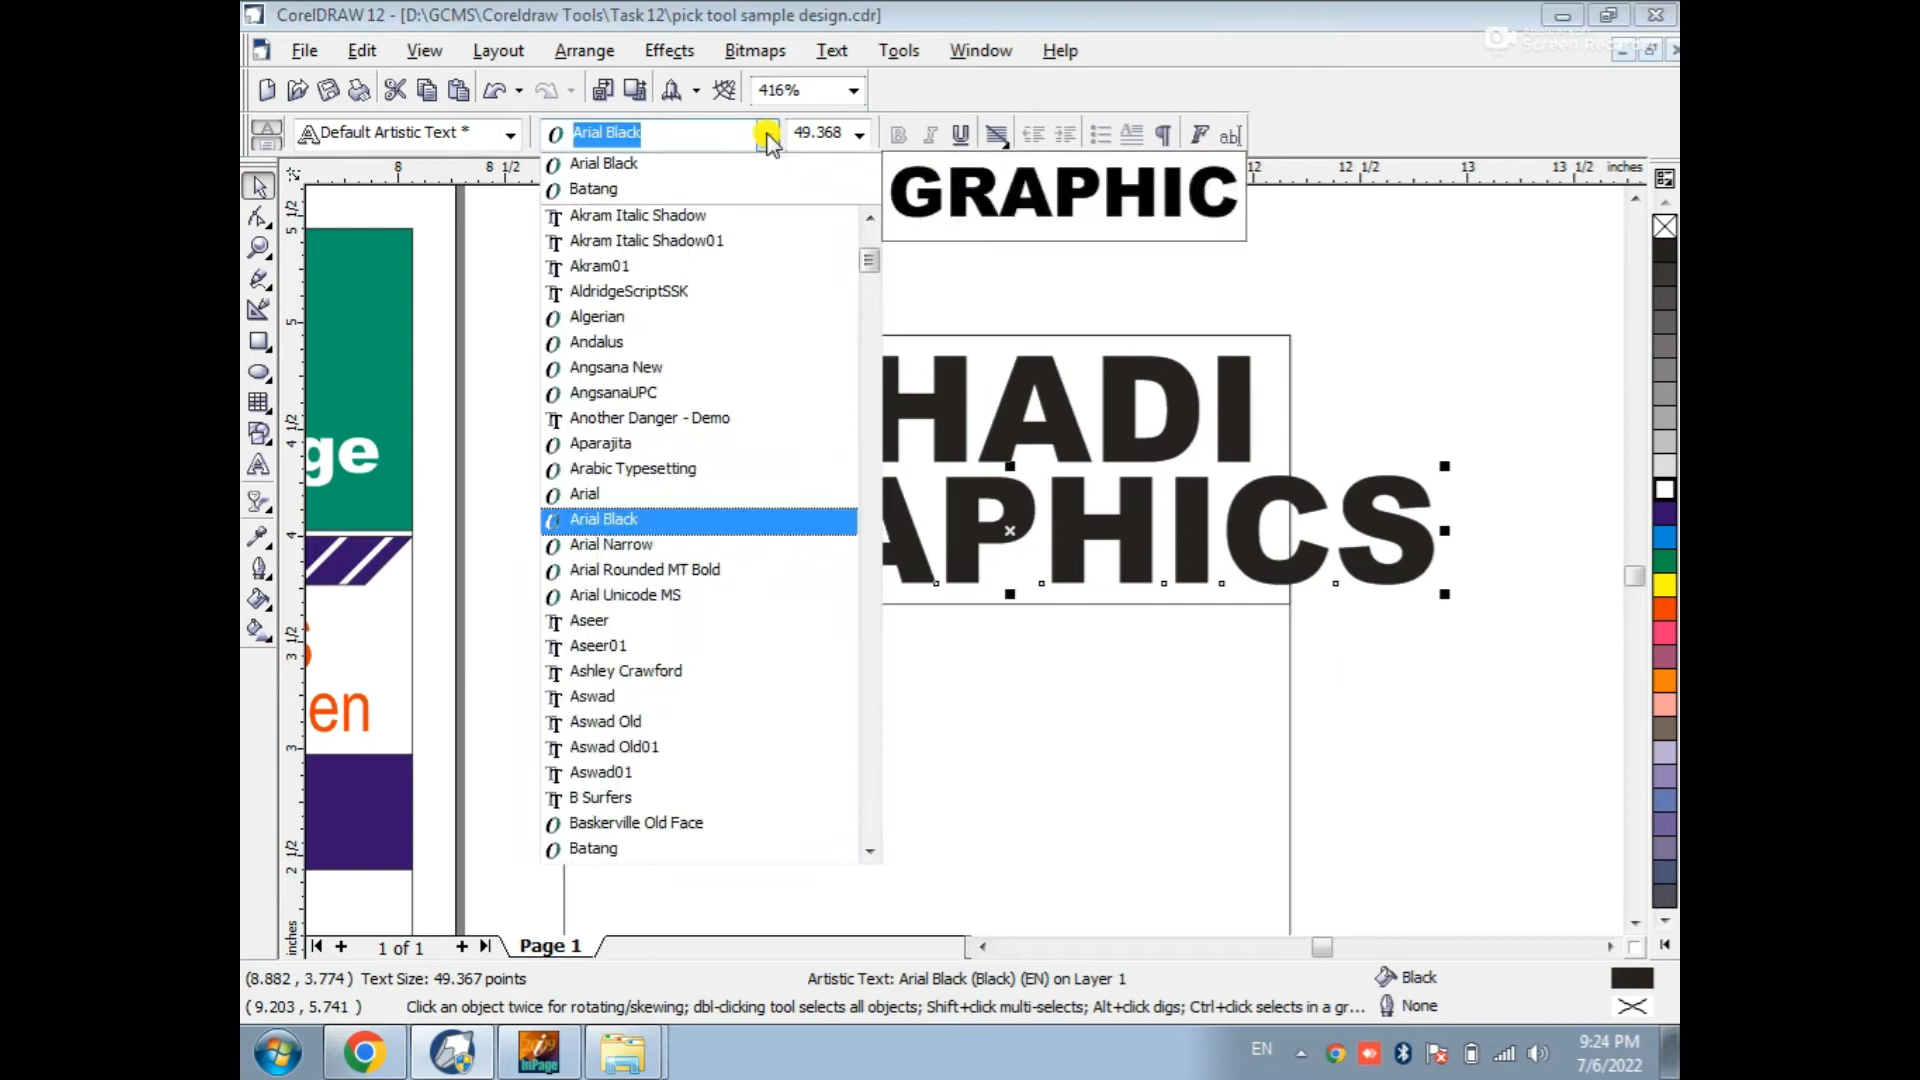 CorelDRAW 12 - [D:\GCMS\Coreldraw Tools\Task 12\pick tool sample design.cdr]
File Edit View Layout Arrange Effects Bitmaps Text Tools Window Help
416%
Default Artistic Text * Arial Black 49.368
8 8 1/2 12 12 1/2 13 13 1/2 inches
Arial Black
Batang
Akram Italic Shadow
Akram Italic Shadow01
Akram01
AldridgeScriptSSK
Algerian
Andalus
Angsana New
AngsanaUPC
Another Danger - Demo
Aparajita
Arabic Typesetting
Arial
Arial Black
Arial Narrow
Arial Rounded MT Bold
Arial Unicode MS
Aseer
Aseer01
Ashley Crawford
Aswad
Aswad Old
Aswad Old01
Aswad01
B Surfers
Baskerville Old Face
Batang
GRAPHIC
HADI
APHICS
ge
en
1 of 1 Page 1
inches
(8.882 , 3.774 ) Text Size: 49.367 points Artistic Text: Arial Black (Black) (EN) on Layer 1 Black
( 9.203 , 5.741 ) Click an object twice for rotating/skewing; dbl-clicking tool selects all objects; Shift+click multi-selects; Alt+click digs; Ctrl+click selects in a gr... None
2009 InPage
EN 9:24 PM
7/6/2022